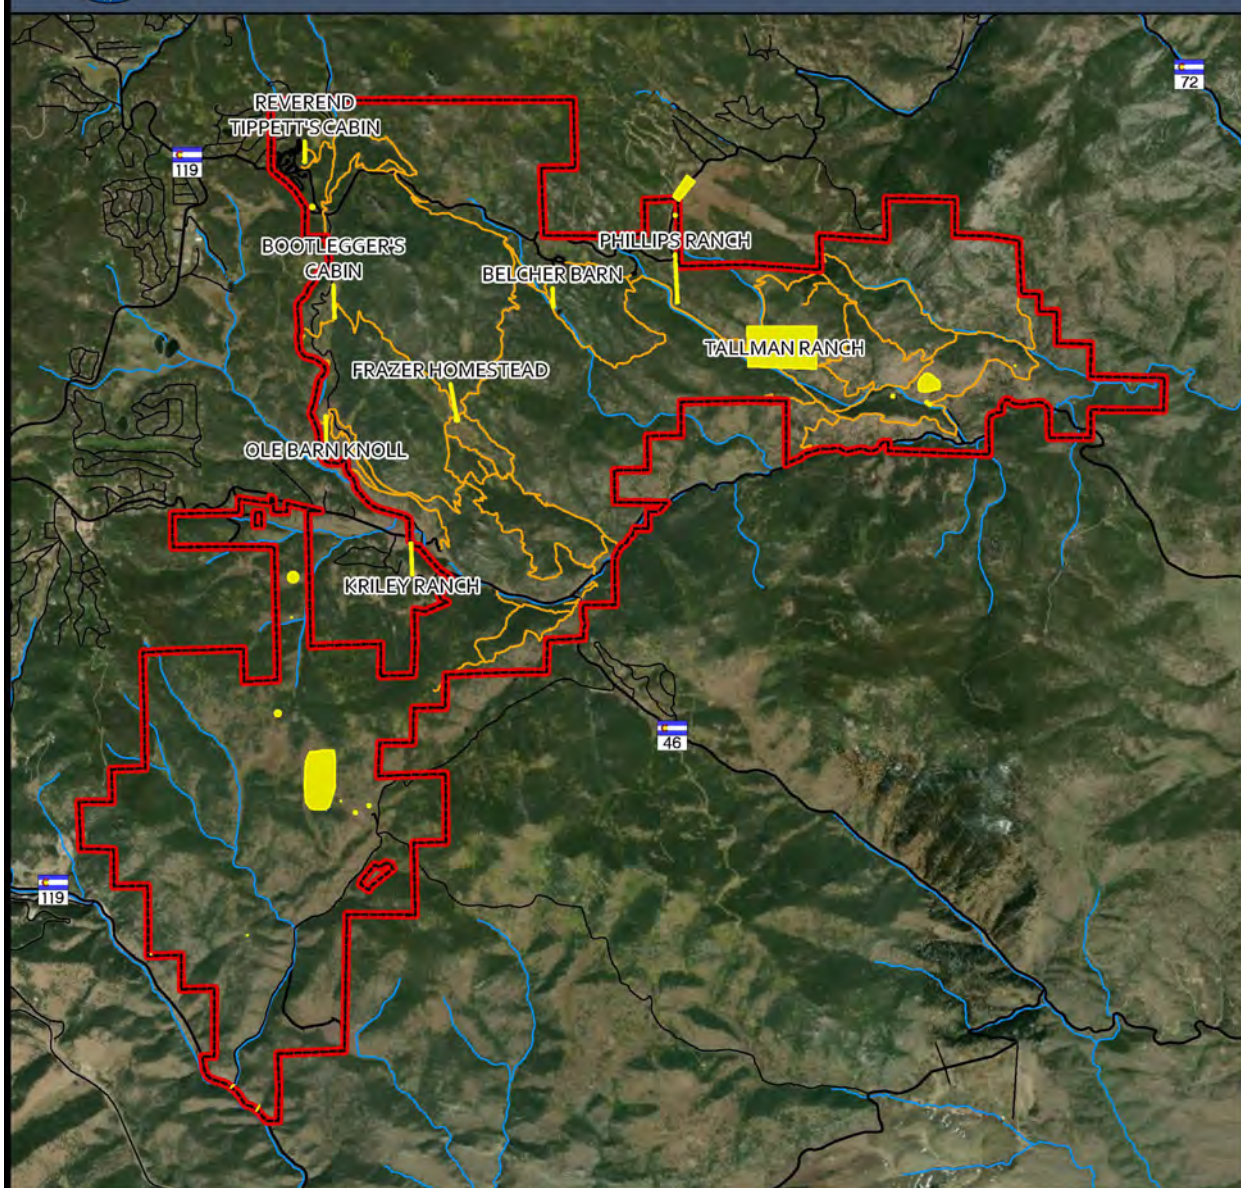 72
REVEREND
TIPPETT'S CABIN
119
PHILLIPS RANCH
BOOTLEGGER'S
CABIN
BELCHER BARN
TALLMAN RANCH
FRAZER HOMESTEAD
OLE BARN KNOLL
KRILEY RANCH
46
119